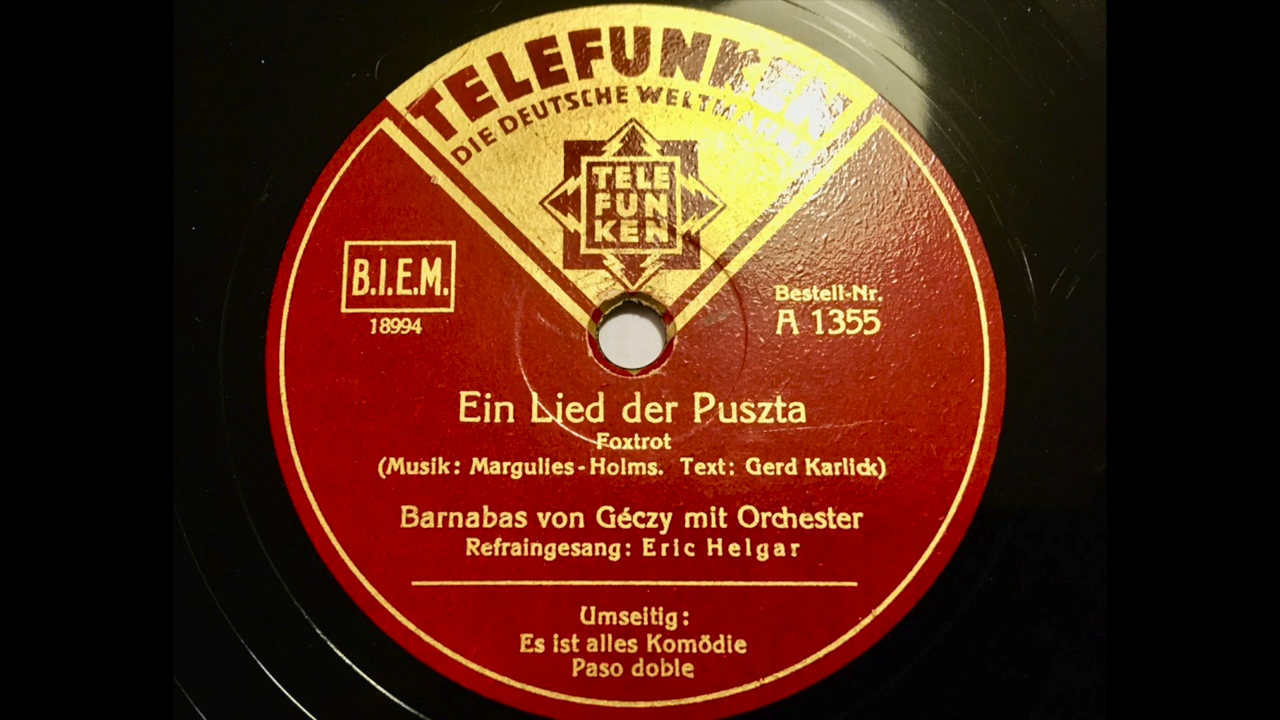 TELEFUNKEN
DIE DEUTSCHE WELTMARKE
TELE
FUN
KEN
B.I.E.M.
18994
Bestell-Nr.
A 1355
Ein Lied der Puszta
Foxtrot
(Musik: Margulies-Holms. Text: Gerd Karlick)
Barnabas von Géczy mit Orchester
Refraingesang: Eric Helgar
Umseitig:
Es ist alles Komödie
Paso doble